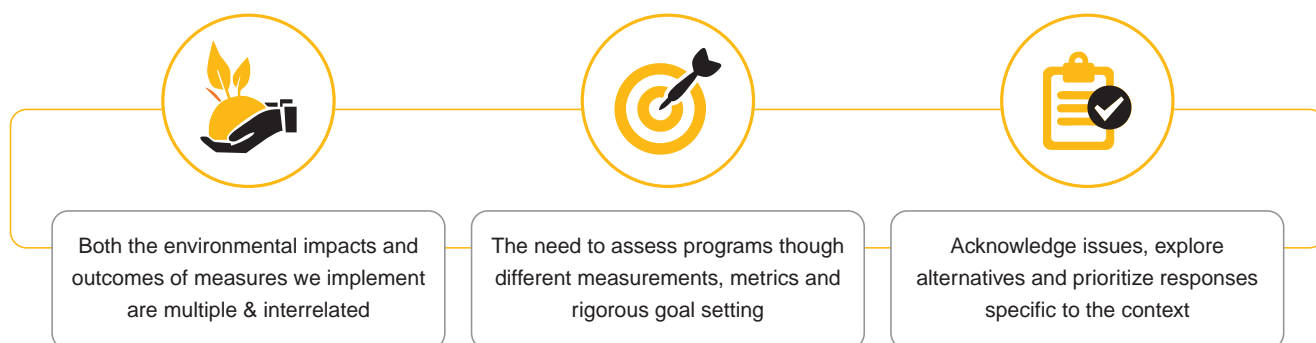 Both the environmental impacts and
outcomes of measures we implement
are multiple & interrelated
The need to assess programs though
different measurements, metrics and
rigorous goal setting
Acknowledge issues, explore
alternatives and prioritize responses
specific to the context